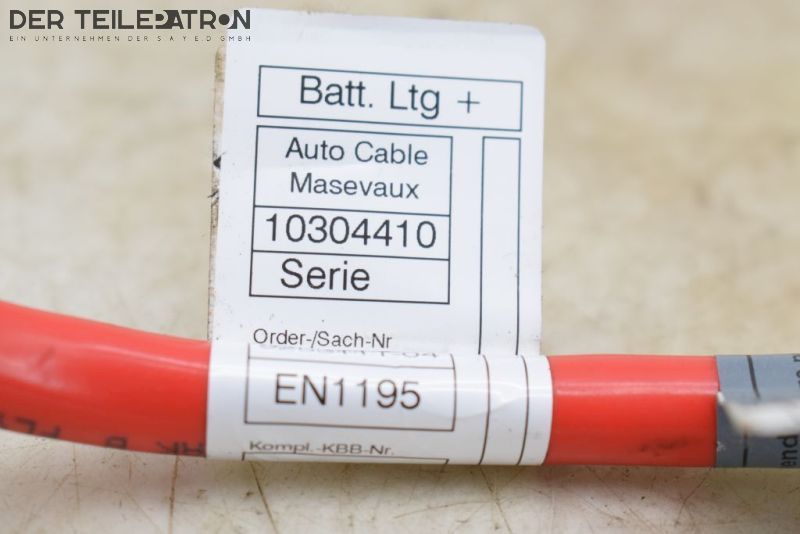 DER TEILEPATRON
EIN UNTERNEHMEN DER S A Y E.D GMBH
Batt. Ltg +
Auto Cable
Masevaux
10304410
Serie
Order-/Sach-Nr
EN1195
Kompl.-KBB-Nr.